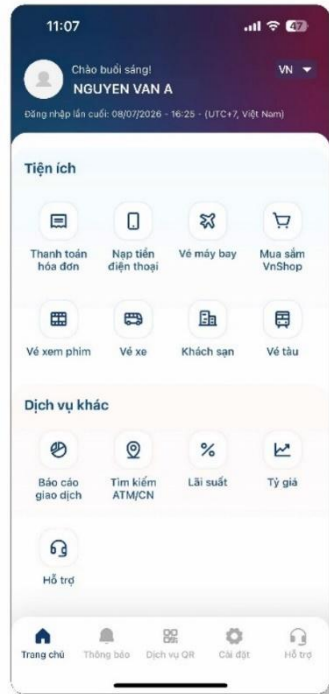 11:07
47
Chào buổi sáng!
VN
NGUYEN VAN A
Đăng nhập lần cuối: 08/07/2026 - 16:25 - (UTC+7, Việt Nam)
Tiện ích
Thanh toán
hóa đơn
Nạp tiền
điện thoại
Vé máy bay
Mua sắm
VnShop
Vé xem phim
Vé xe
Khách sạn
Vé tàu
Dịch vụ khác
Báo cáo
giao dịch
Tìm kiếm
ATM/CN
Lãi suất
Tỷ giá
Hỗ trợ
Trang chủ
Thông báo
Dịch vụ QR
Cài đặt
Hỗ trợ